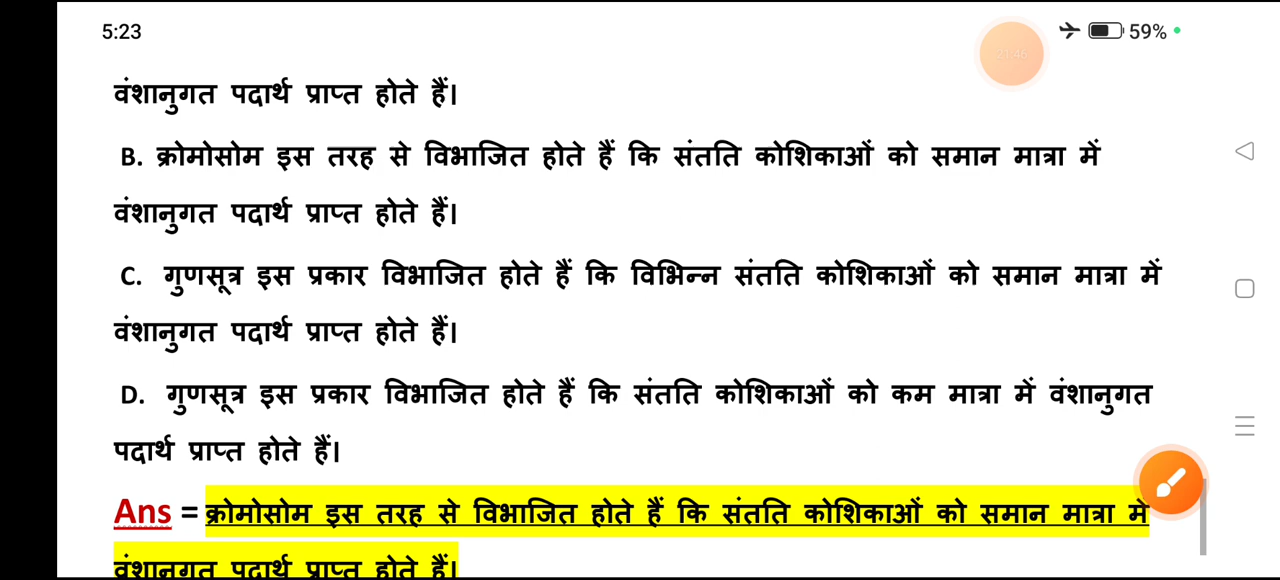 5:23
59%
वंशानुगत पदार्थ प्राप्त होते हैं।
B. क्रोमोसोम इस तरह से विभाजित होते हैं कि संतति कोशिकाओं को समान मात्रा में
वंशानुगत पदार्थ प्राप्त होते हैं।
C. गुणसूत्र इस प्रकार विभाजित होते हैं कि विभिन्न संतति कोशिकाओं को समान मात्रा में
वंशानुगत पदार्थ प्राप्त होते हैं।
D. गुणसूत्र इस प्रकार विभाजित होते हैं कि संतति कोशिकाओं को कम मात्रा में वंशानुगत
पदार्थ प्राप्त होते हैं।
Ans = क्रोमोसोम इस तरह से विभाजित होते हैं कि संतति कोशिकाओं को समान मात्रा में
वंशानुगत पदार्थ प्राप्त होते हैं।